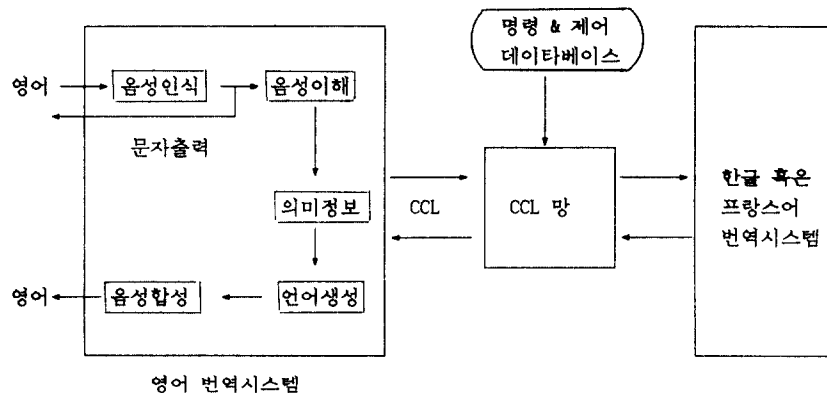 명령 & 제어
데이타베이스
영어
음성인식
음성이해
문자출력
의미정보
CCL
CCL 망
한글 혹은
프랑스어
번역시스템
영어
음성합성
언어생성
영어 번역시스템